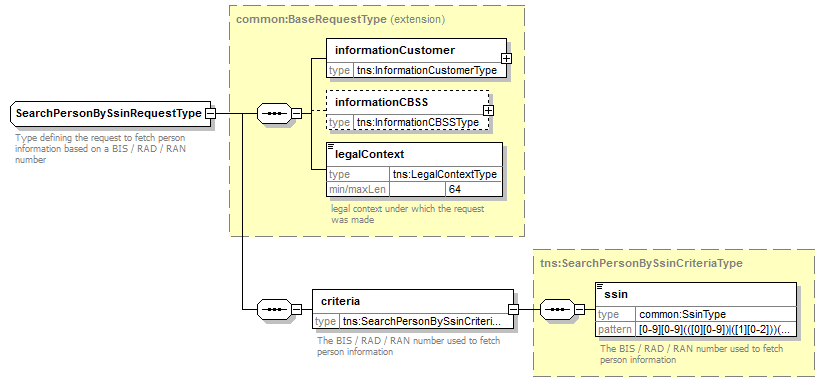 common:BaseRequestType (extension)
informationCustomer
type tns:InformationCustomerType
informationCBSS
type tns:InformationCBSSType
SearchPersonBySsinRequestType
Type defining the request to fetch person
information based on a BIS / RAD / RAN
number
legalContext
type tns:LegalContextType
min/maxLen 64
legal context under which the request
was made
criteria
type tns:SearchPersonBySsinCriteri...
The BIS / RAD / RAN number used to fetch
person information
tns:SearchPersonBySsinCriteriaType
ssin
type common:SsinType
pattern [0-9][0-9](([0][0-9])|([1][0-2]))(...
The BIS / RAD / RAN number used to fetch
person information